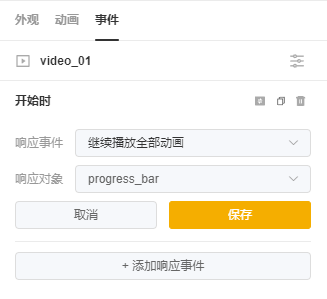 外观 动画 事件
video_01
开始时
响应事件 继续播放全部动画
响应对象 progress_bar
取消 保存
+ 添加响应事件